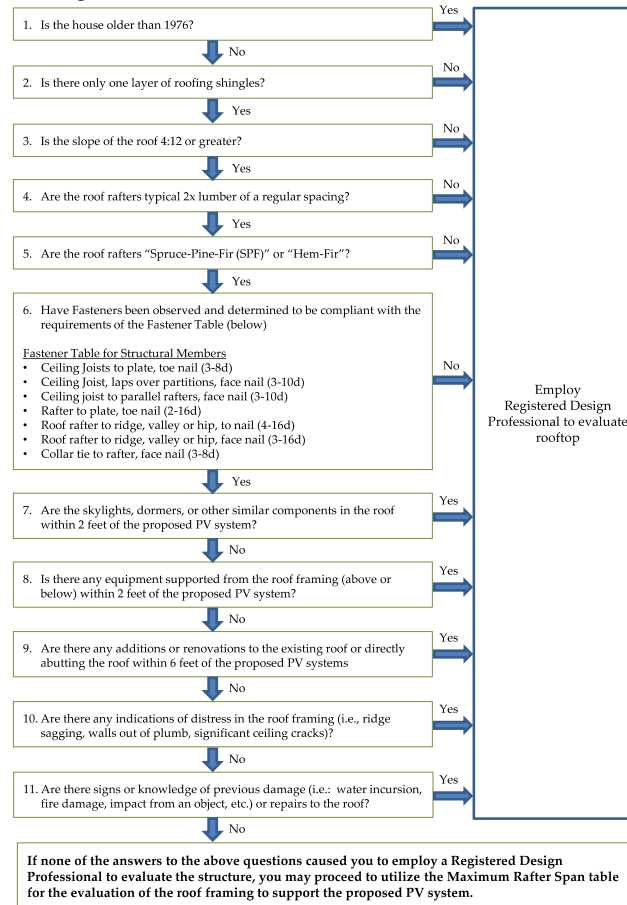 Yes
1. Is the house older than 1976?
No
No
2. Is there only one layer of roofing shingles?
Yes
No
3. Is the slope of the roof 4:12 or greater?
Yes
No
4. Are the roof rafters typical 2x lumber of a regular spacing?
Yes
No
5. Are the roof rafters “Spruce-Pine-Fir (SPF)” or “Hem-Fir”?
Yes
6. Have Fasteners been observed and determined to be compliant with the
requirements of the Fastener Table (below)
Fastener Table for Structural Members
• Ceiling Joists to plate, toe nail (3-8d)
• Ceiling Joist, laps over partitions, face nail (3-10d)
• Ceiling joist to parallel rafters, face nail (3-10d)
• Rafter to plate, toe nail (2-16d)
• Roof rafter to ridge, valley or hip, to nail (4-16d)
• Roof rafter to ridge, valley or hip, face nail (3-16d)
• Collar tie to rafter, face nail (3-8d)
No
Employ
Registered Design
Professional to evaluate
rooftop
Yes
7. Are the skylights, dormers, or other similar components in the roof
within 2 feet of the proposed PV system?
Yes
No
8. Is there any equipment supported from the roof framing (above or
below) within 2 feet of the proposed PV system?
Yes
No
9. Are there any additions or renovations to the existing roof or directly
abutting the roof within 6 feet of the proposed PV systems
Yes
No
10. Are there any indications of distress in the roof framing (i.e., ridge
sagging, walls out of plumb, significant ceiling cracks)?
Yes
No
11. Are there signs or knowledge of previous damage (i.e.: water incursion,
fire damage, impact from an object, etc.) or repairs to the roof?
Yes
No
If none of the answers to the above questions caused you to employ a Registered Design
Professional to evaluate the structure, you may proceed to utilize the Maximum Rafter Span table
for the evaluation of the roof framing to support the proposed PV system.